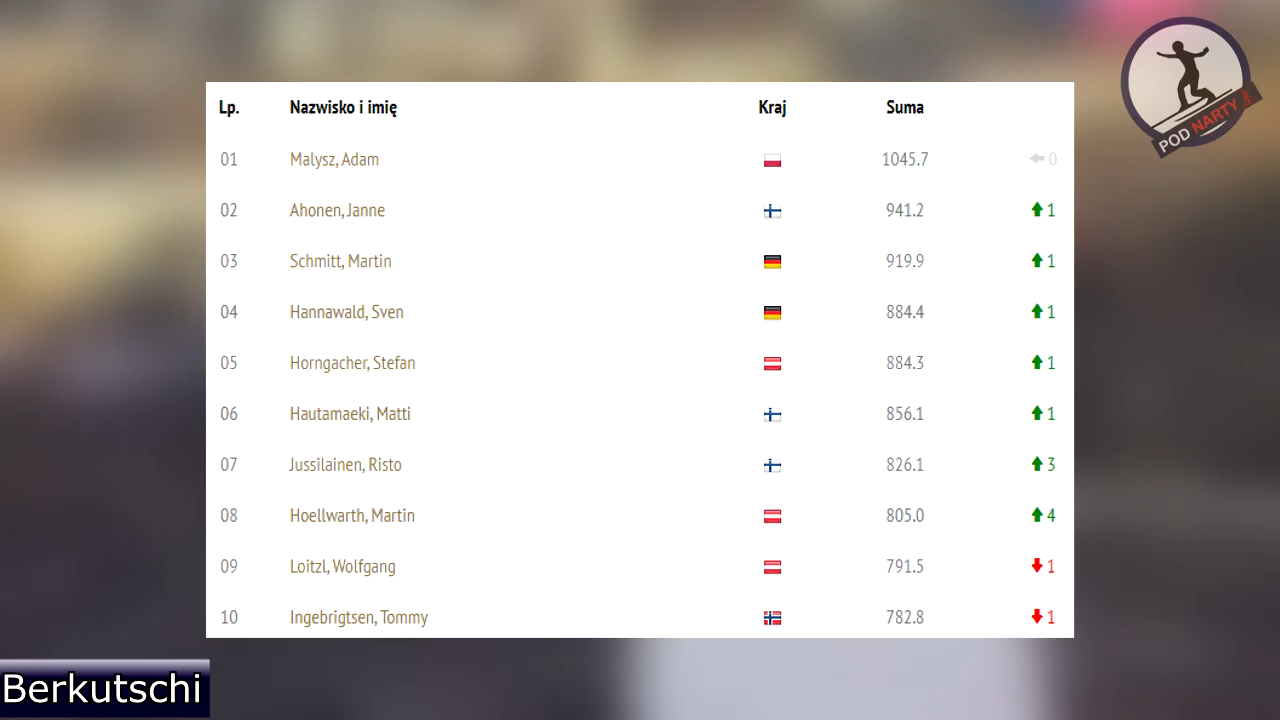 POD NARTY
Lp. Nazwisko i imię Kraj Suma
01 Malysz, Adam 1045.7 0
02 Ahonen, Janne 941.2 1
03 Schmitt, Martin 919.9 1
04 Hannawald, Sven 884.4 1
05 Horngacher, Stefan 884.3 1
06 Hautamaeki, Matti 856.1 1
07 Jussilainen, Risto 826.1 3
08 Hoellwarth, Martin 805.0 4
09 Loitzl, Wolfgang 791.5 1
10 Ingebrigtsen, Tommy 782.8 1
Berkutschi